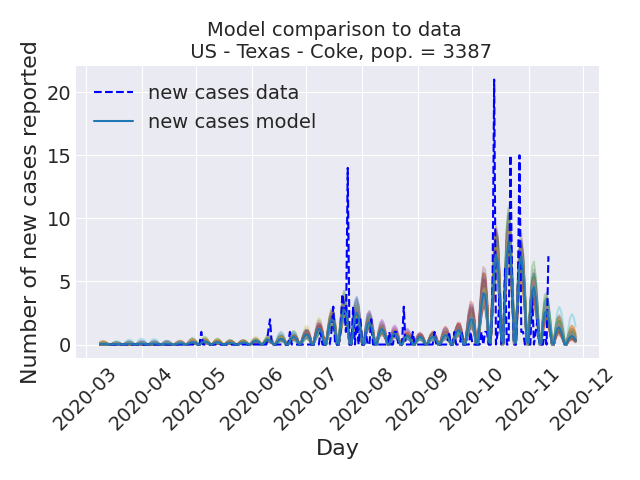 Model comparison to data
US - Texas - Coke, pop. = 3387
Number of new cases reported
20
15
10
5
0
new cases data
new cases model
2020-03
2020-04
2020-05
2020-06
2020-07
2020-08
2020-09
2020-10
2020-11
2020-12
Day